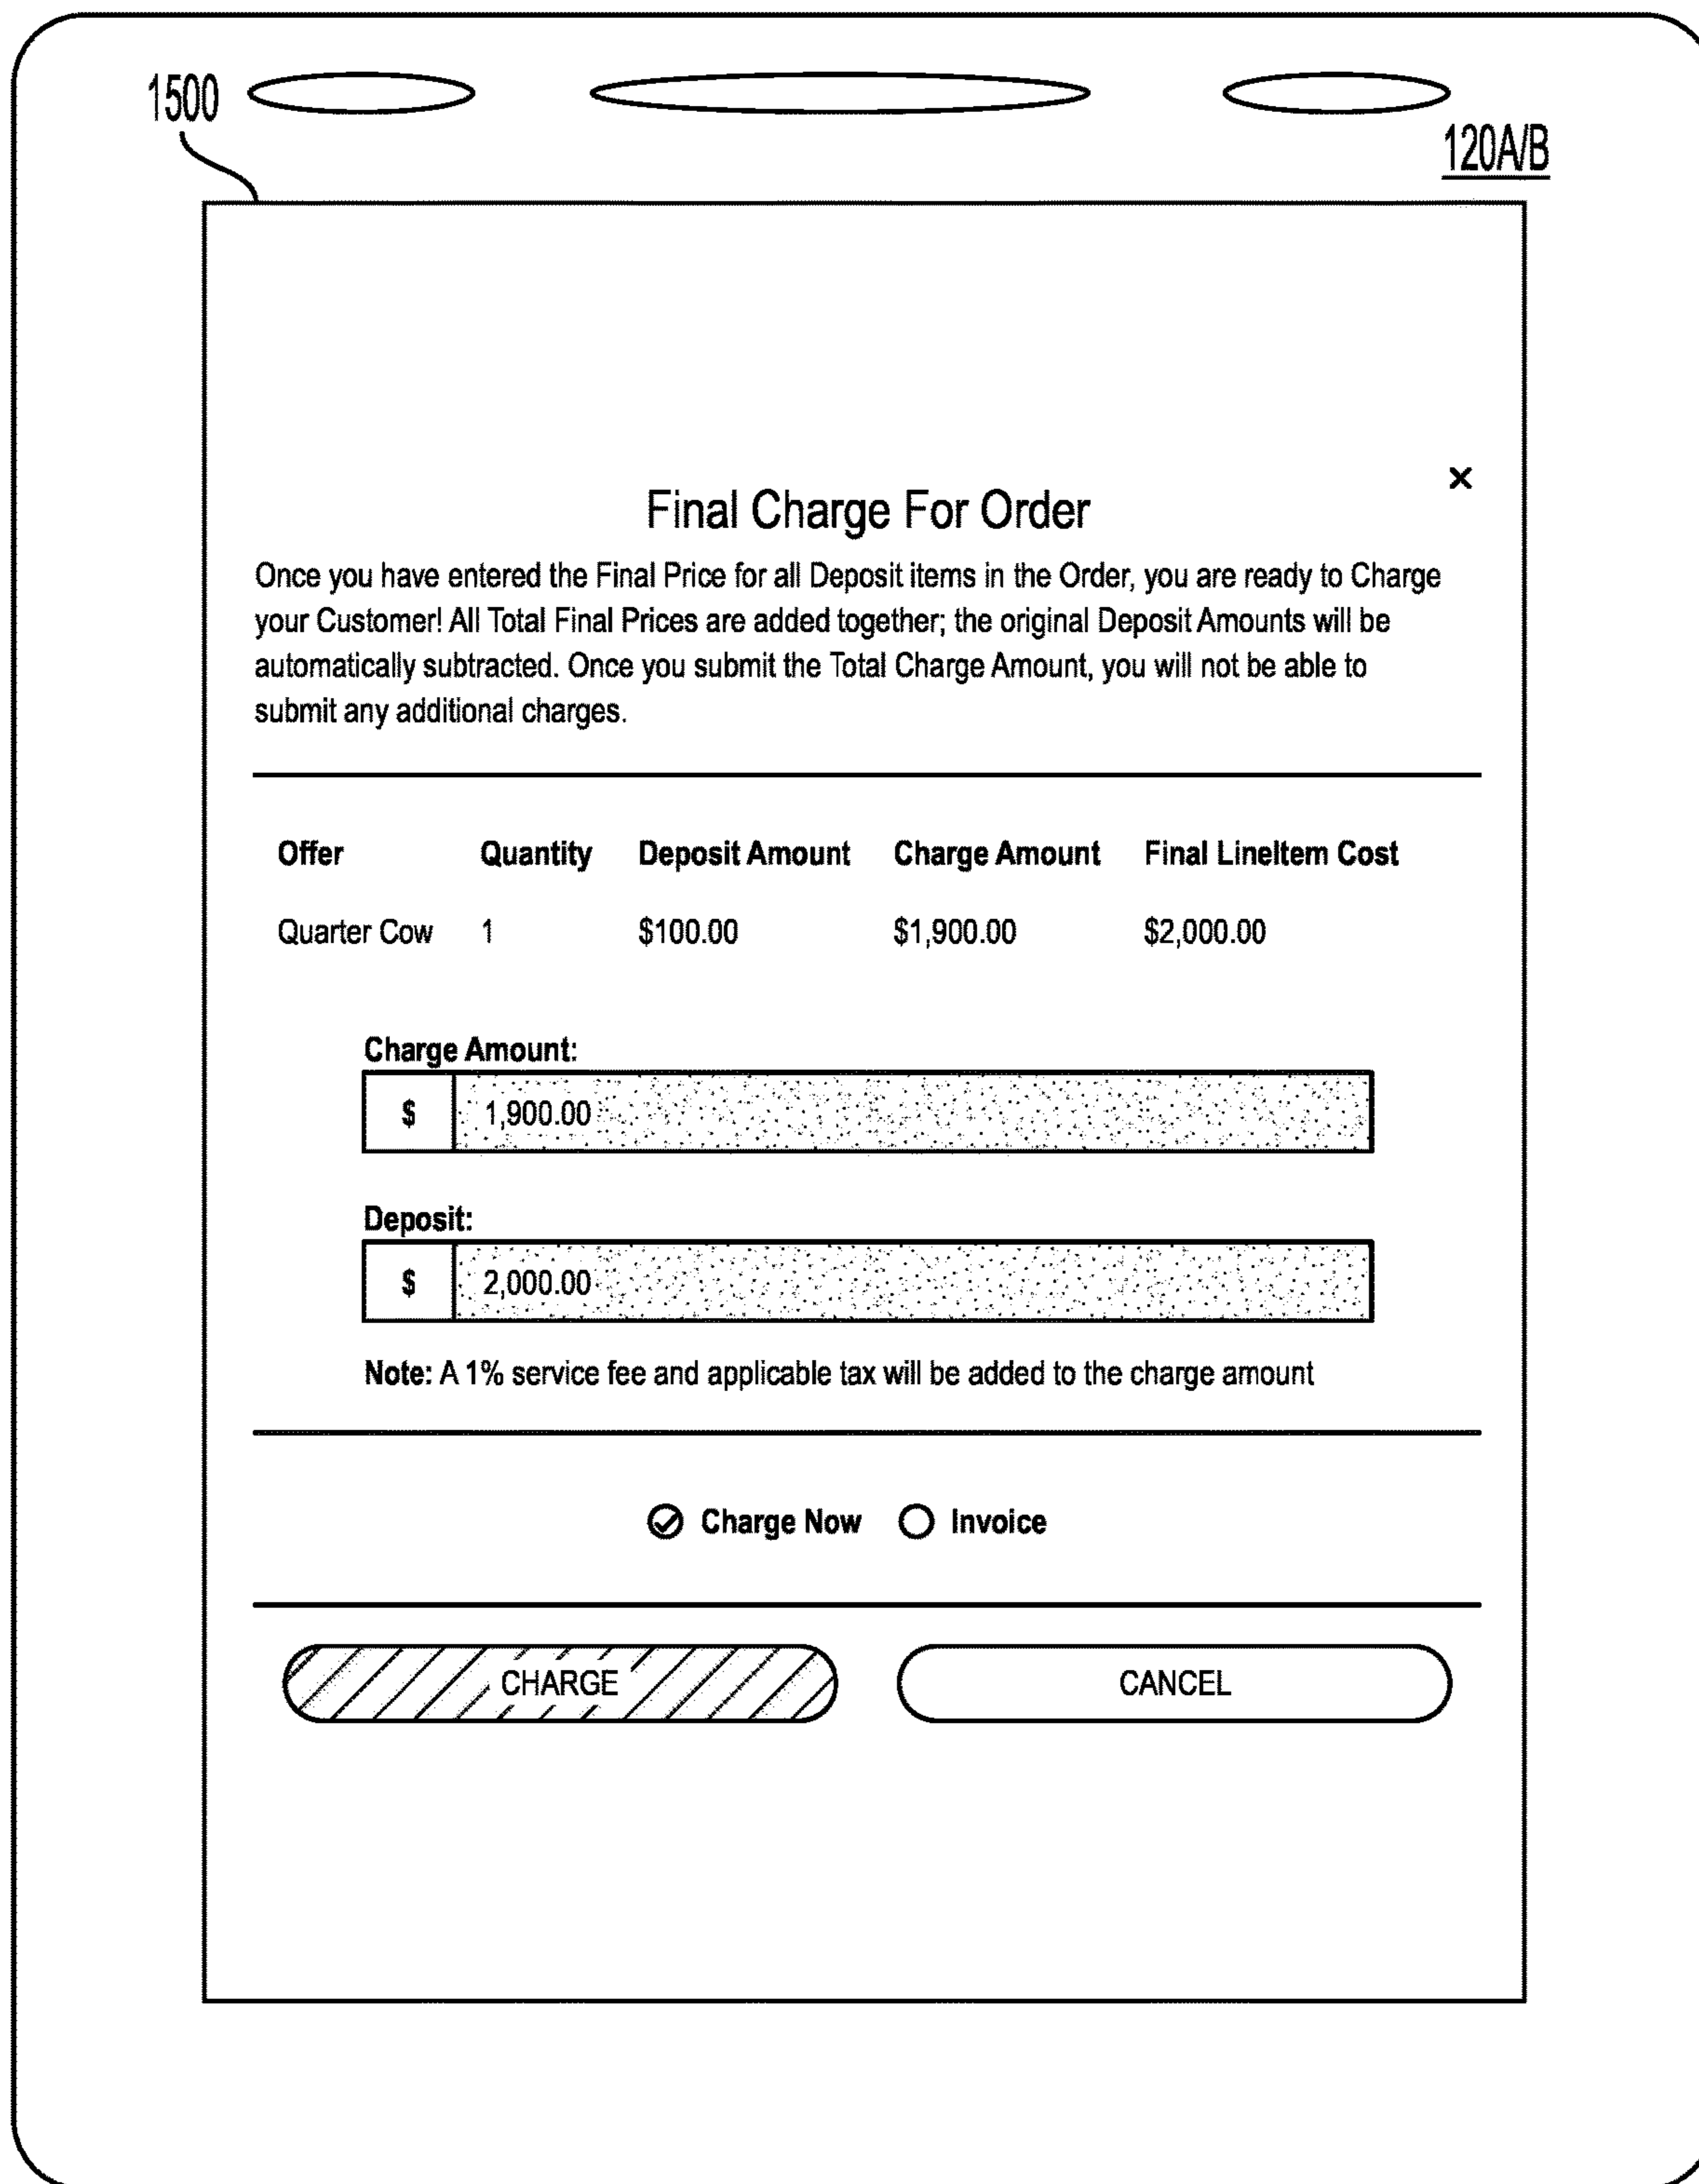 1500
120A/B
×
Final Charge For Order
Once you have entered the Final Price for all Deposit items in the Order, you are ready to Charge
your Customer! All Total Final Prices are added together; the original Deposit Amounts will be
automatically subtracted. Once you submit the Total Charge Amount, you will not be able to
submit any additional charges.
Offer Quantity Deposit Amount Charge Amount Final LineItem Cost
Quarter Cow 1 $100.00 $1,900.00 $2,000.00
Charge Amount:
$ 1,900.00
Deposit:
$ 2,000.00
Note: A 1% service fee and applicable tax will be added to the charge amount
Charge Now Invoice
CHARGE CANCEL